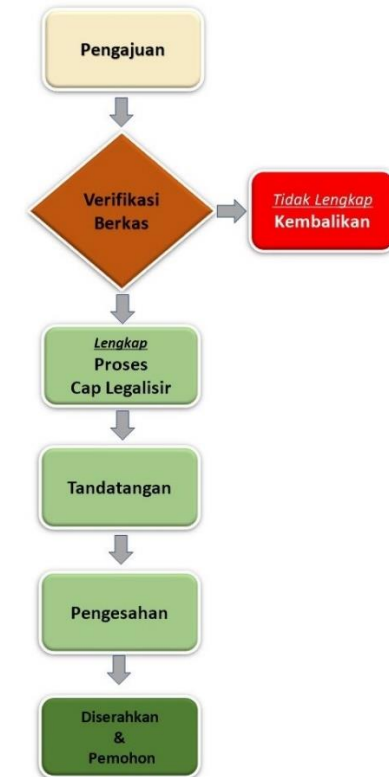 Pengajuan
Verifikasi
Berkas
Tidak Lengkap
Kembalikan
Lengkap
Proses
Cap Legalisir
Tandatangan
Pengesahan
Diserahkan
&
Pemohon